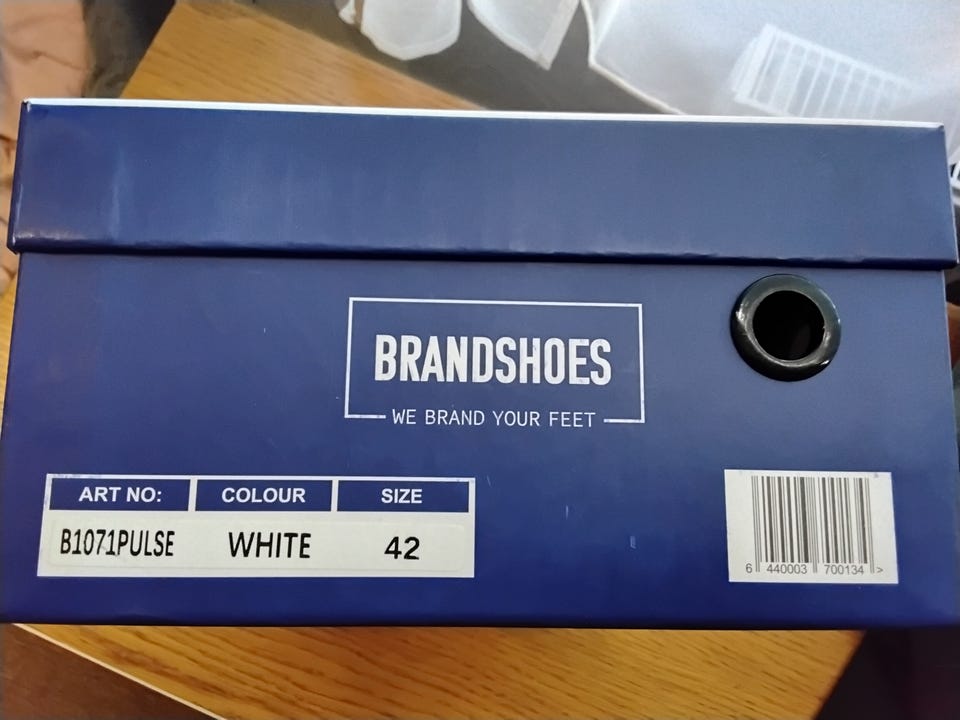 BRANDSHOES
WE BRAND YOUR FEET
ART NO: COLOUR SIZE
B1071PULSE WHITE 42
6 440003 700134 >